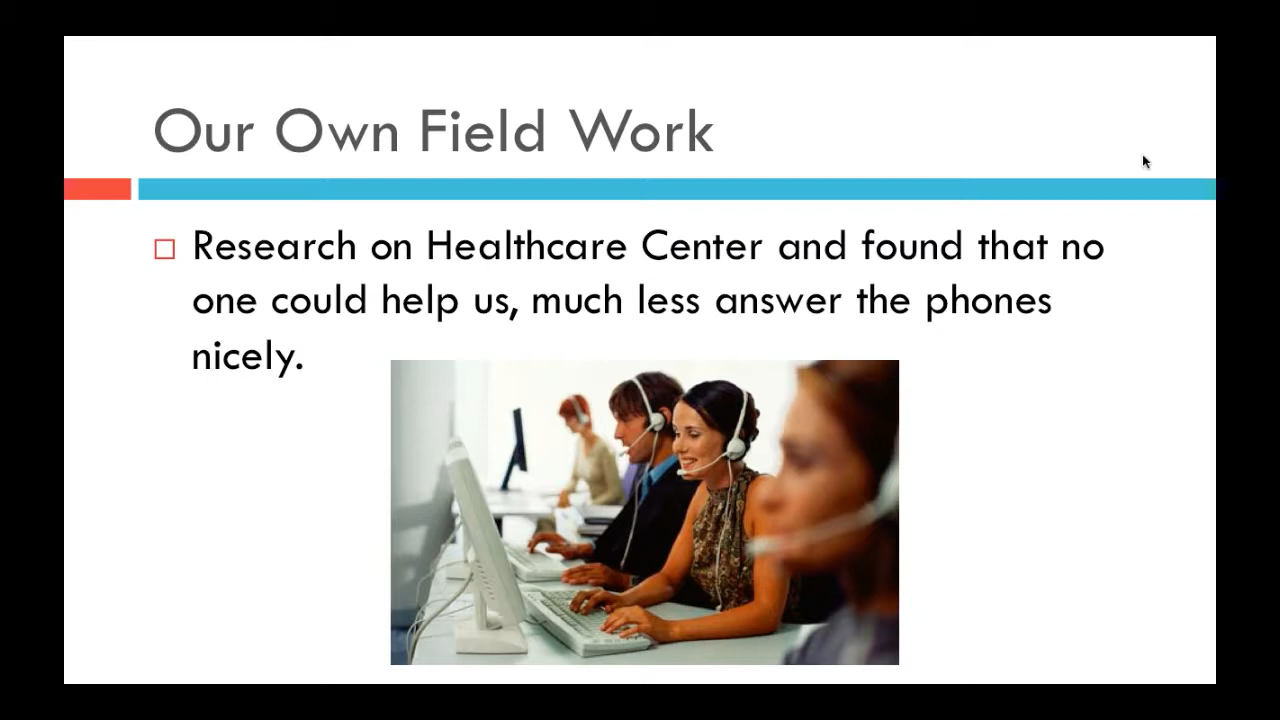 Our Own Field Work
Research on Healthcare Center and found that no
one could help us, much less answer the phones
nicely.